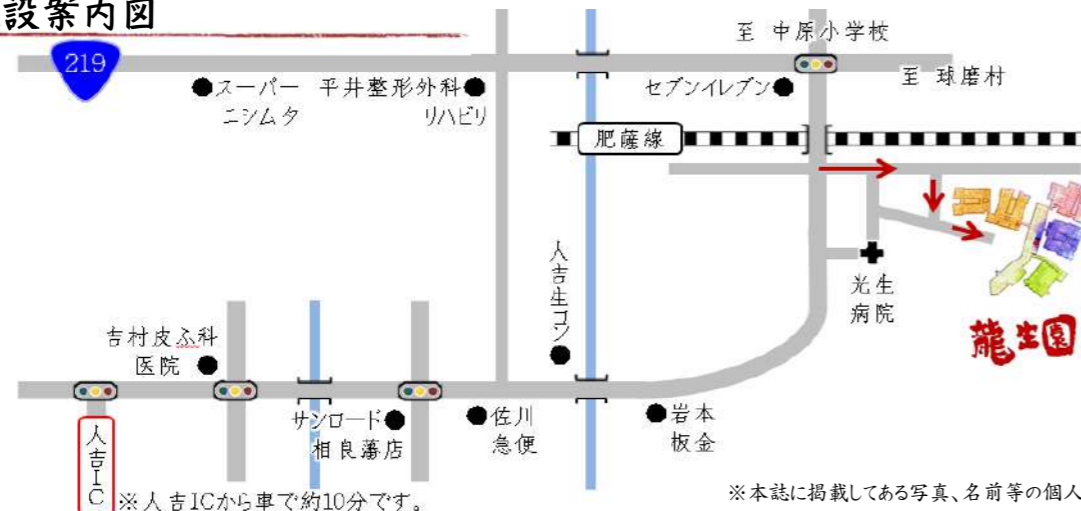 設案内図
至 中原小学校
219
至 球磨村
スーパー
ニシムタ
平井整形外科
リハビリ
セブンイレブン
肥薩線
人吉生コン
光生
病院
龍生園
吉村皮ふ科
医院
サンロード
相良藩店
佐川
急便
岩本
板金
人吉IC
※人吉ICから車で約10分です。
※本誌に掲載してある写真、名前等の個人